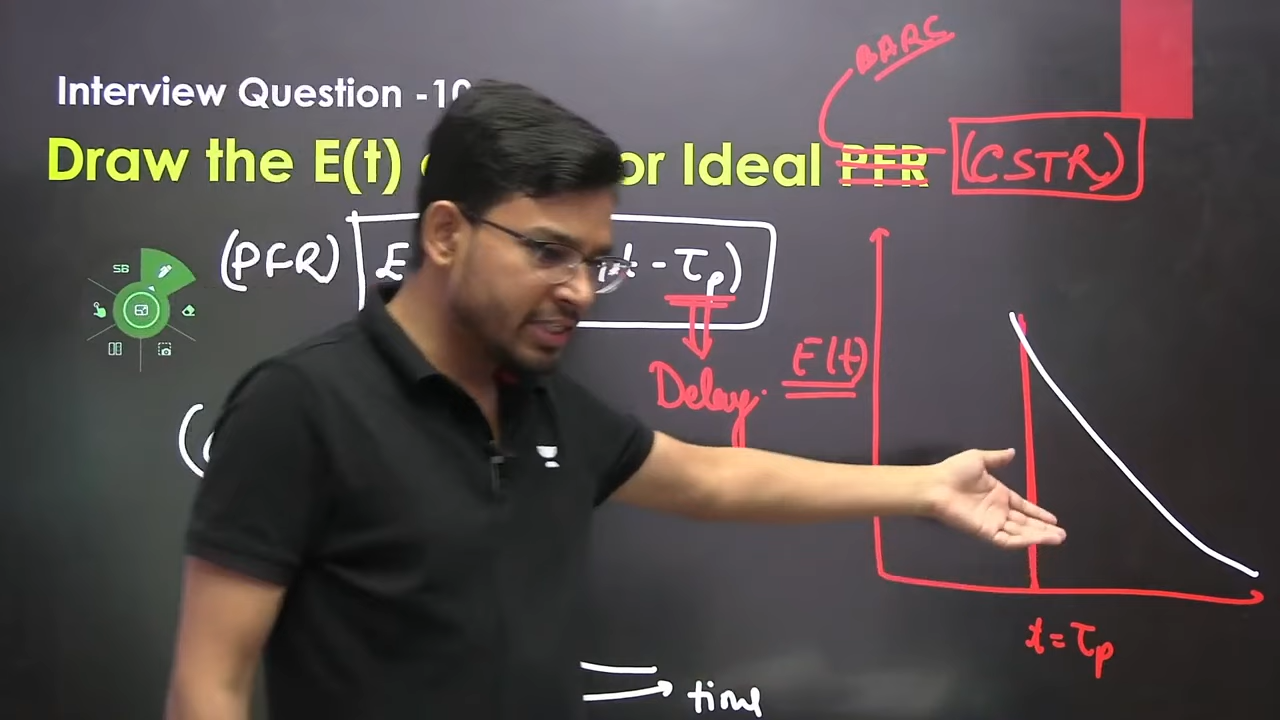 BARC
Interview Question -10
Draw the E(t) or Ideal PFR (CSTR)
(PFR) E (t - τp)
SB
Delay
E(t)
t = τp
time